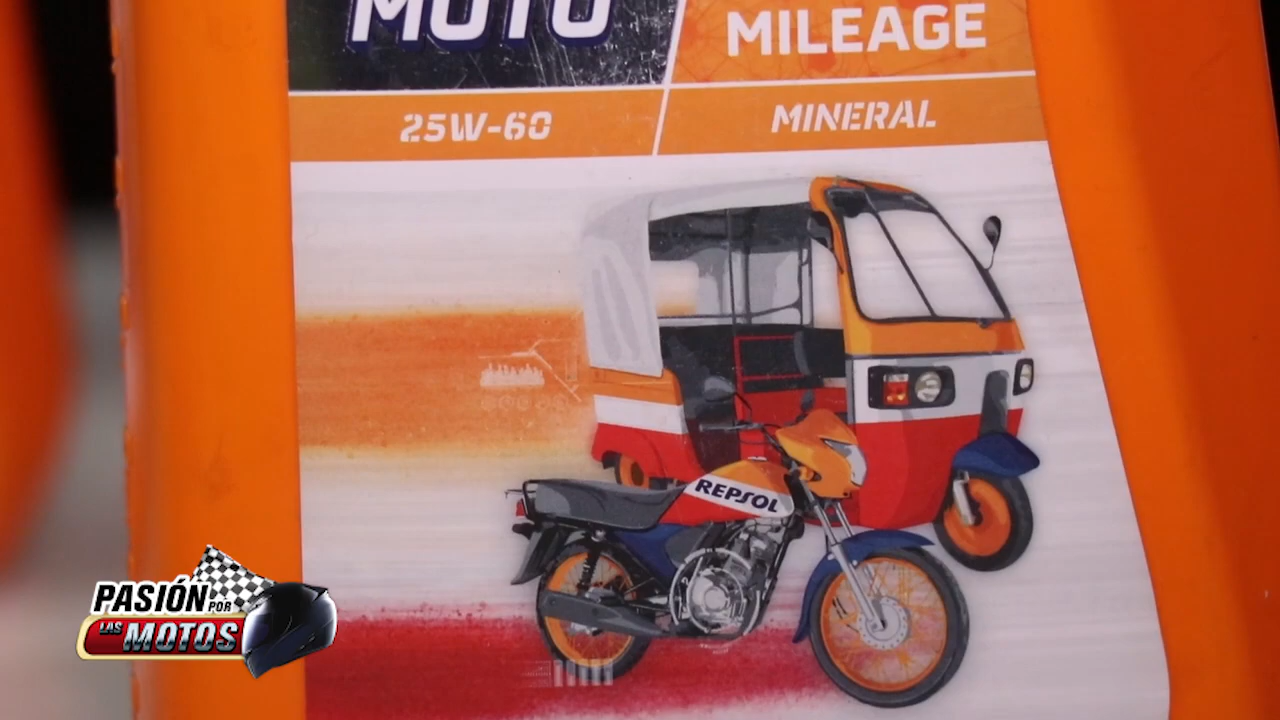 MOTO
MILEAGE
25W-60
MINERAL
REPSOL
PASIÓN POR
LAS MOTOS